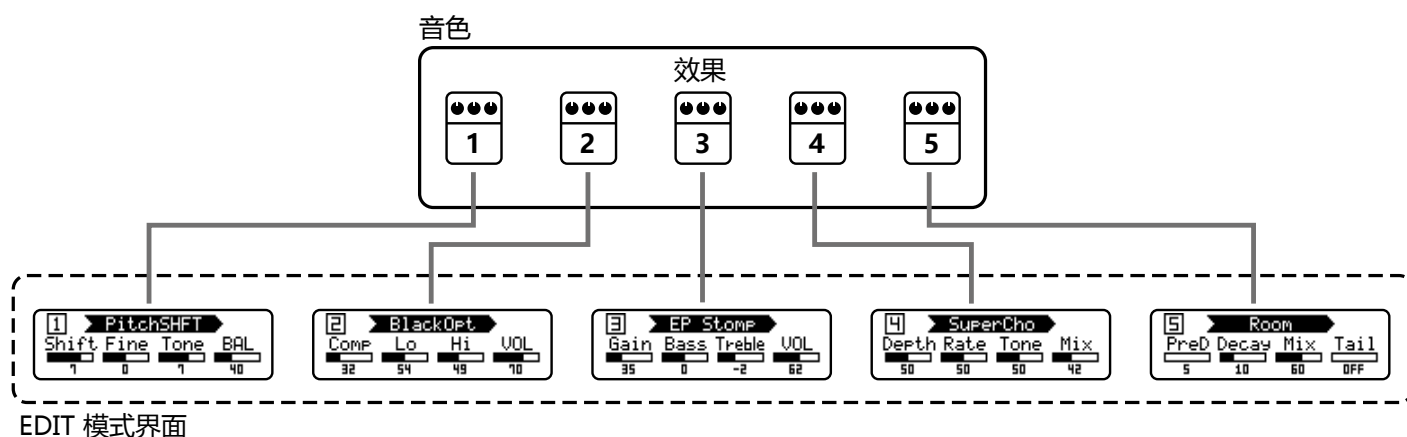 音色
效果
1 2 3 4 5
1 PitchSHFT
Shift Fine Tone BAL
7 0 7 40
2 BlackOpt
Comp Lo Hi VOL
32 54 49 70
3 EP Stomp
Gain Bass Treble VOL
35 0 -2 62
4 SuperCho
Depth Rate Tone Mix
50 50 50 42
5 Room
PreD Decay Mix Tail
5 10 60 OFF
EDIT 模式界面